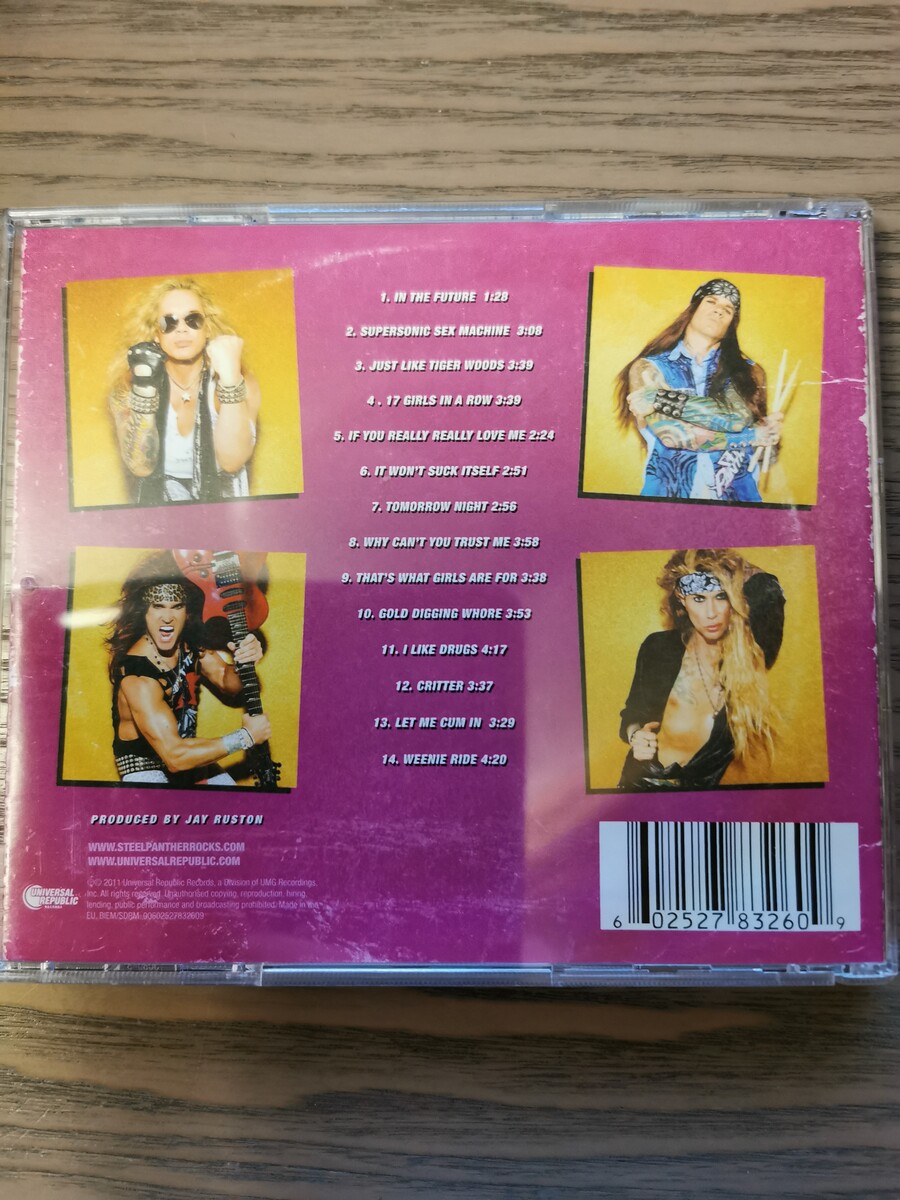 1. IN THE FUTURE 1:28
2. SUPERSONIC SEX MACHINE 3:08
3. JUST LIKE TIGER WOODS 3:39
4 . 17 GIRLS IN A ROW 3:39
5. IF YOU REALLY REALLY LOVE ME 2:24
6. IT WON'T SUCK ITSELF 2:51
7. TOMORROW NIGHT 2:56
8. WHY CAN'T YOU TRUST ME 3:58
9. THAT'S WHAT GIRLS ARE FOR 3:38
10. GOLD DIGGING WHORE 3:53
11. I LIKE DRUGS 4:17
12. CRITTER 3:37
13. LET ME CUM IN 3:29
14. WEENIE RIDE 4:20
PRODUCED BY JAY RUSTON
WWW.STEELPANTHERROCKS.COM
WWW.UNIVERSALREPUBLIC.COM
UNIVERSAL
REPUBLIC
RECORDS
℗© 2011 Universal Republic Records, a Division of UMG Recordings,
Inc. All rights reserved. Unauthorised copying, reproduction, hiring,
lending, public performance and broadcasting prohibited. Made in the
EU. BIEM/SDRM. 00602527832609
6 02527 83260 9